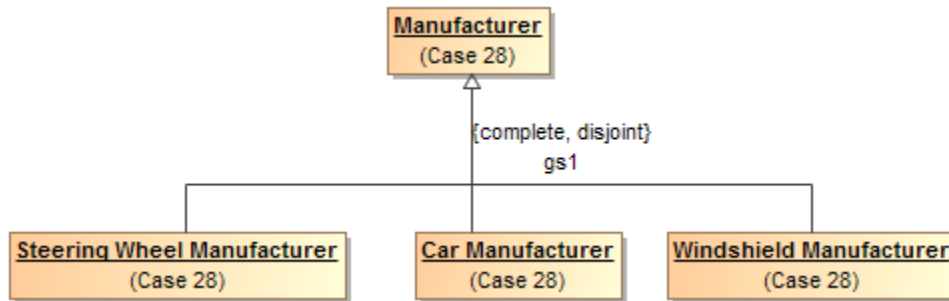 Manufacturer
(Case 28)
{complete, disjoint}
gs1
Steering Wheel Manufacturer
(Case 28)
Car Manufacturer
(Case 28)
Windshield Manufacturer
(Case 28)